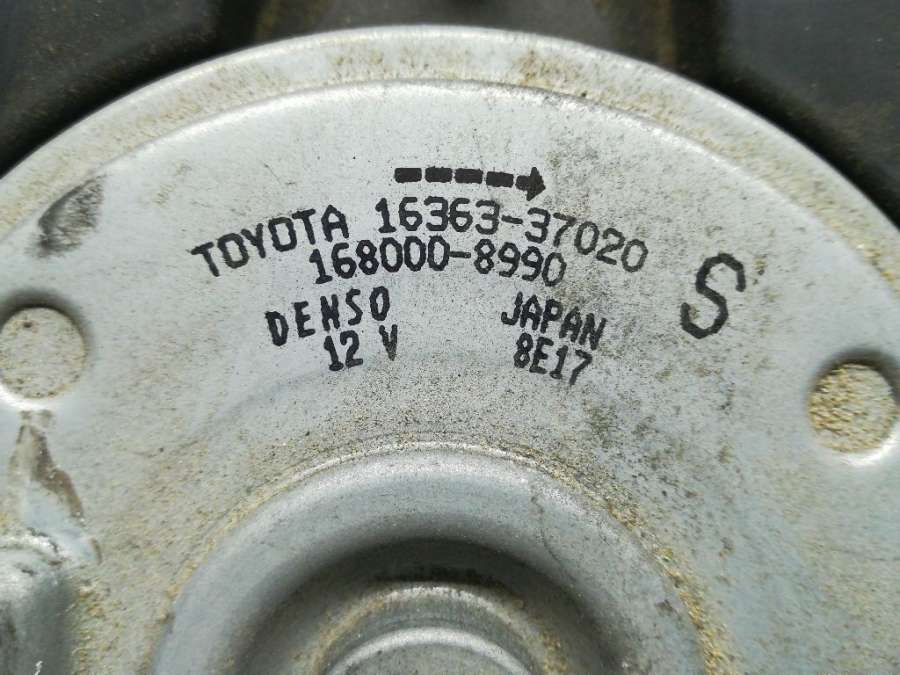 TOYOTA 16363-37020
168000-8990
DENSO JAPAN
12 V 8E17
S